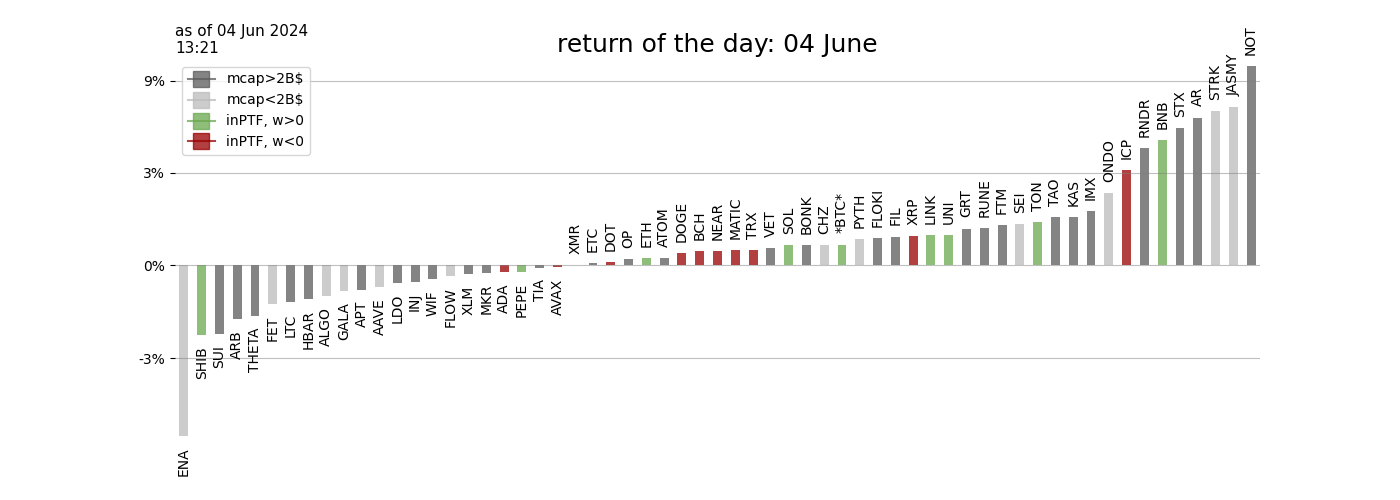 as of 04 Jun 2024
13:21
return of the day: 04 June
mcap>2B$
mcap<2B$
inPTF, w>0
inPTF, w<0
9%
3%
0%
-3%
ENA
SHIB
SUI
ARB
THETA
FET
LTC
HBAR
ALGO
GALA
APT
AAVE
LDO
INJ
WIF
FLOW
XLM
MKR
ADA
PEPE
TIA
AVAX
XMR
ETC
DOT
OP
ETH
ATOM
DOGE
BCH
NEAR
MATIC
TRX
VET
SOL
BONK
CHZ
*BTC*
PYTH
FLOKI
FIL
XRP
LINK
UNI
GRT
RUNE
FTM
SEI
TON
TAO
KAS
IMX
ONDO
ICP
RNDR
BNB
STX
AR
STRK
JASMY
NOT